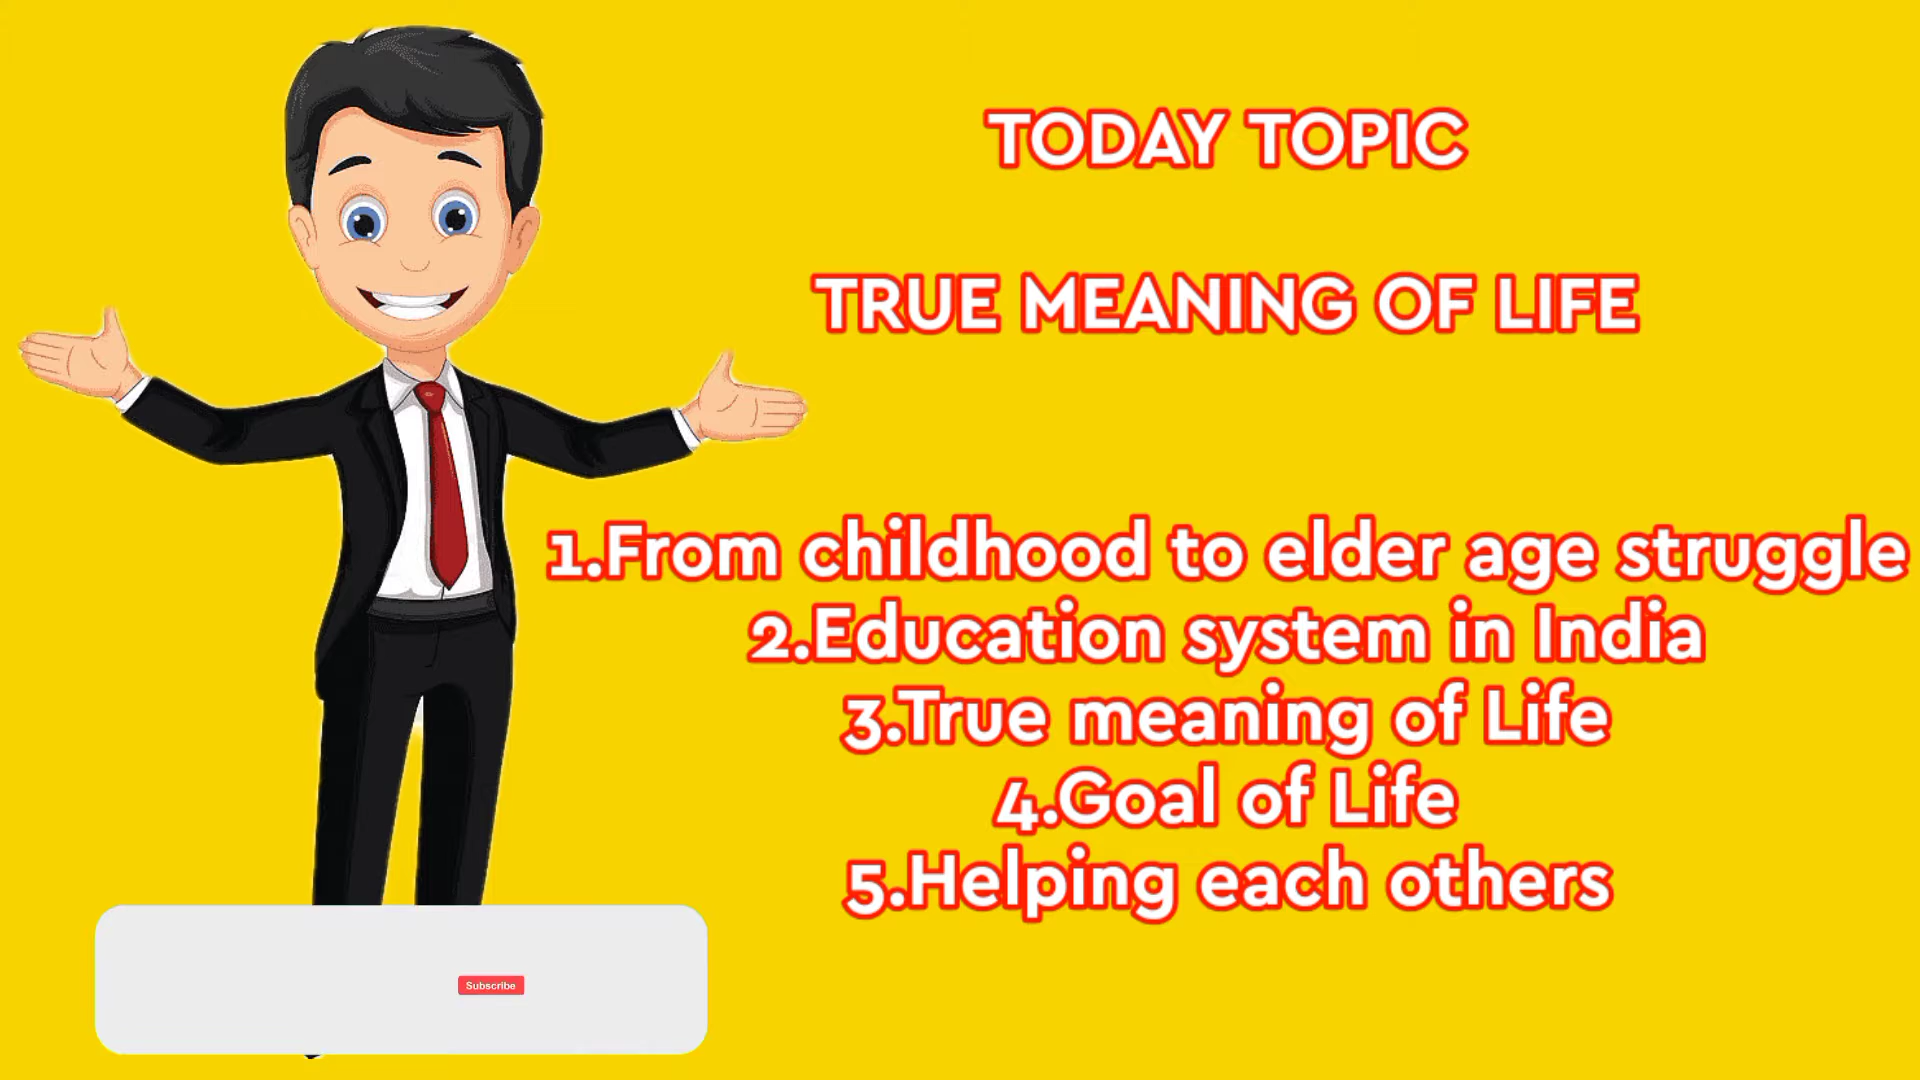 TODAY TOPIC
TRUE MEANING OF LIFE
1.From childhood to elder age struggle
2.Education system in India
3.True meaning of Life
4.Goal of Life
5.Helping each others
Subscribe